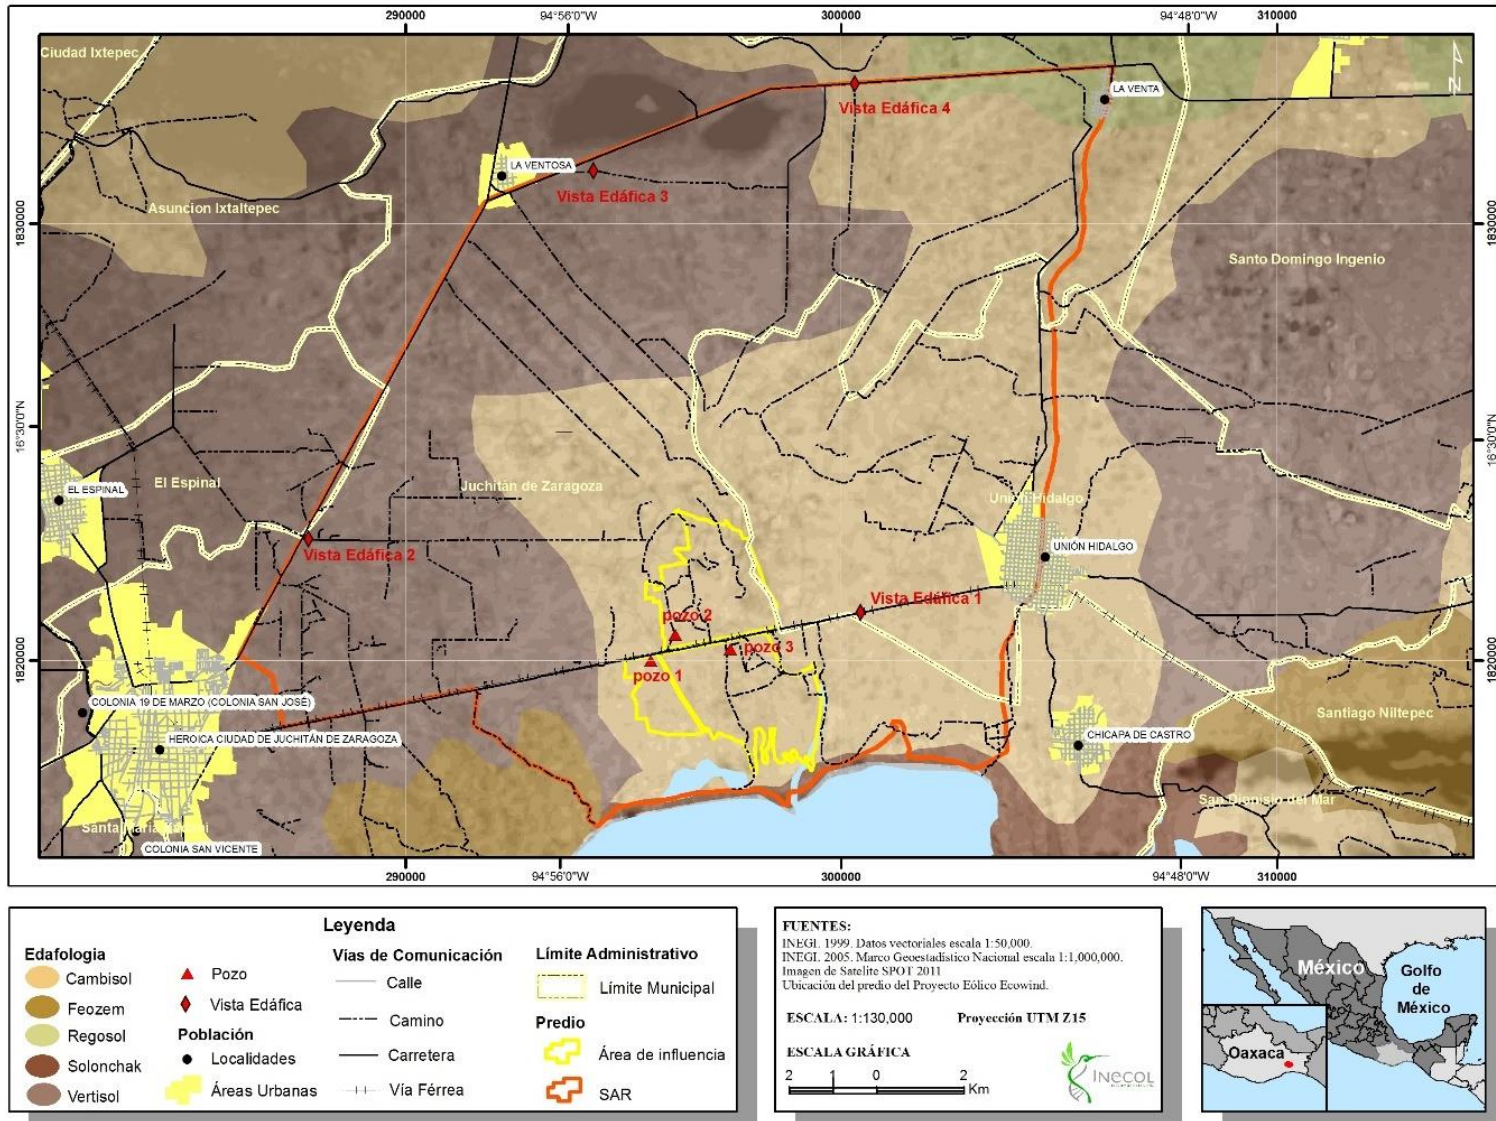 290000
94°56'0"W
300000
94°48'0"W
310000
Ciudad Ixtepec
Vista Edáfica 4
LA VENTA
LA VENTOSA
Vista Edáfica 3
Asuncion Ixtaltepec
1830000
1830000
Santo Domingo Ingenio
16°30'0"N
16°30'0"N
El Espinal
Juchitán de Zaragoza
EL ESPINAL
Unión Hidalgo
Vista Edáfica 2
UNIÓN HIDALGO
Vista Edáfica 1
pozo 2
pozo 3
pozo 1
1820000
1820000
COLONIA 19 DE MARZO (COLONIA SAN JOSÉ)
Santiago Niltepec
HEROICA CIUDAD DE JUCHITÁN DE ZARAGOZA
CHICAPA DE CASTRO
San Dionisio del Mar
Santa María
COLONIA SAN VICENTE
290000
94°56'0"W
300000
94°48'0"W
310000
Leyenda
Edafologia
Cambisol
Feozem
Regosol
Solonchak
Vertisol
Pozo
Vista Edáfica
Población
Localidades
Áreas Urbanas
Vías de Comunicación
Calle
Camino
Carretera
Vía Férrea
Límite Administrativo
Límite Municipal
Predio
Área de influencia
SAR
FUENTES:
INEGI. 1999. Datos vectoriales escala 1:50,000.
INEGI. 2005. Marco Geoestadístico Nacional escala 1:1,000,000.
Imagen de Satelite SPOT 2011
Ubicación del predio del Proyecto Eólico Ecowind.
ESCALA: 1:130,000 Proyección UTM Z15
ESCALA GRÁFICA
2 1 0 2
Km
INECOL
México
Golfo
de
México
Oaxaca